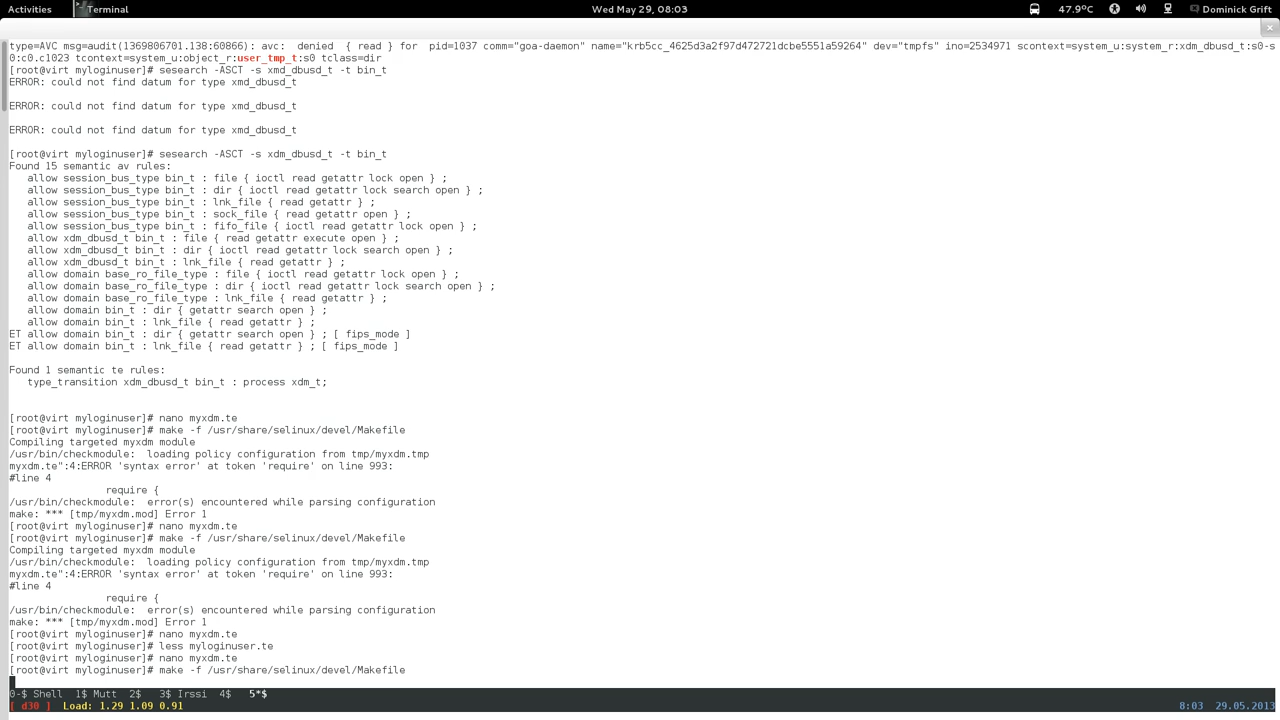 Activities
Terminal
Wed May 29, 08:03
47.9ºC
Dominick Grift
type=AVC msg=audit(1369806701.138:60866): avc:  denied  { read } for  pid=1037 comm="goa-daemon" name="krb5cc_4625d3a2f97d472721dcbe5551a59264" dev="tmpfs" ino=2534971 scontext=system_u:system_r:xdm_dbusd_t:s0-s
0:c0.c1023 tcontext=system_u:object_r:user_tmp_t:s0 tclass=dir
[root@virt myloginuser]# sesearch -ASCT -s xmd_dbusd_t -t bin_t
ERROR: could not find datum for type xmd_dbusd_t
ERROR: could not find datum for type xmd_dbusd_t
ERROR: could not find datum for type xmd_dbusd_t
[root@virt myloginuser]# sesearch -ASCT -s xdm_dbusd_t -t bin_t
Found 15 semantic av rules:
allow session_bus_type bin_t : file { ioctl read getattr lock open } ;
allow session_bus_type bin_t : dir { ioctl read getattr lock search open } ;
allow session_bus_type bin_t : lnk_file { read getattr } ;
allow session_bus_type bin_t : sock_file { read getattr open } ;
allow session_bus_type bin_t : fifo_file { ioctl read getattr lock open } ;
allow xdm_dbusd_t bin_t : file { read getattr execute open } ;
allow xdm_dbusd_t bin_t : dir { ioctl read getattr lock search open } ;
allow xdm_dbusd_t bin_t : lnk_file { read getattr } ;
allow domain base_ro_file_type : file { ioctl read getattr lock open } ;
allow domain base_ro_file_type : dir { ioctl read getattr lock search open } ;
allow domain base_ro_file_type : lnk_file { read getattr } ;
allow domain bin_t : dir { getattr search open } ;
allow domain bin_t : lnk_file { read getattr } ;
ET allow domain bin_t : dir { getattr search open } ; [ fips_mode ]
ET allow domain bin_t : lnk_file { read getattr } ; [ fips_mode ]
Found 1 semantic te rules:
type_transition xdm_dbusd_t bin_t : process xdm_t;
[root@virt myloginuser]# nano myxdm.te
[root@virt myloginuser]# make -f /usr/share/selinux/devel/Makefile
Compiling targeted myxdm module
/usr/bin/checkmodule:  loading policy configuration from tmp/myxdm.tmp
myxdm.te":4:ERROR 'syntax error' at token 'require' on line 993:
#line 4
require {
/usr/bin/checkmodule:  error(s) encountered while parsing configuration
make: *** [tmp/myxdm.mod] Error 1
[root@virt myloginuser]# nano myxdm.te
[root@virt myloginuser]# make -f /usr/share/selinux/devel/Makefile
Compiling targeted myxdm module
/usr/bin/checkmodule:  loading policy configuration from tmp/myxdm.tmp
myxdm.te":4:ERROR 'syntax error' at token 'require' on line 993:
#line 4
require {
/usr/bin/checkmodule:  error(s) encountered while parsing configuration
make: *** [tmp/myxdm.mod] Error 1
[root@virt myloginuser]# nano myxdm.te
[root@virt myloginuser]# less myloginuser.te
[root@virt myloginuser]# nano myxdm.te
[root@virt myloginuser]# make -f /usr/share/selinux/devel/Makefile
0-$ Shell  1$ Mutt  2$   3$ Irssi  4$   5*$
[ d30 ]  Load: 1.29 1.09 0.91
8:03  29.05.2013